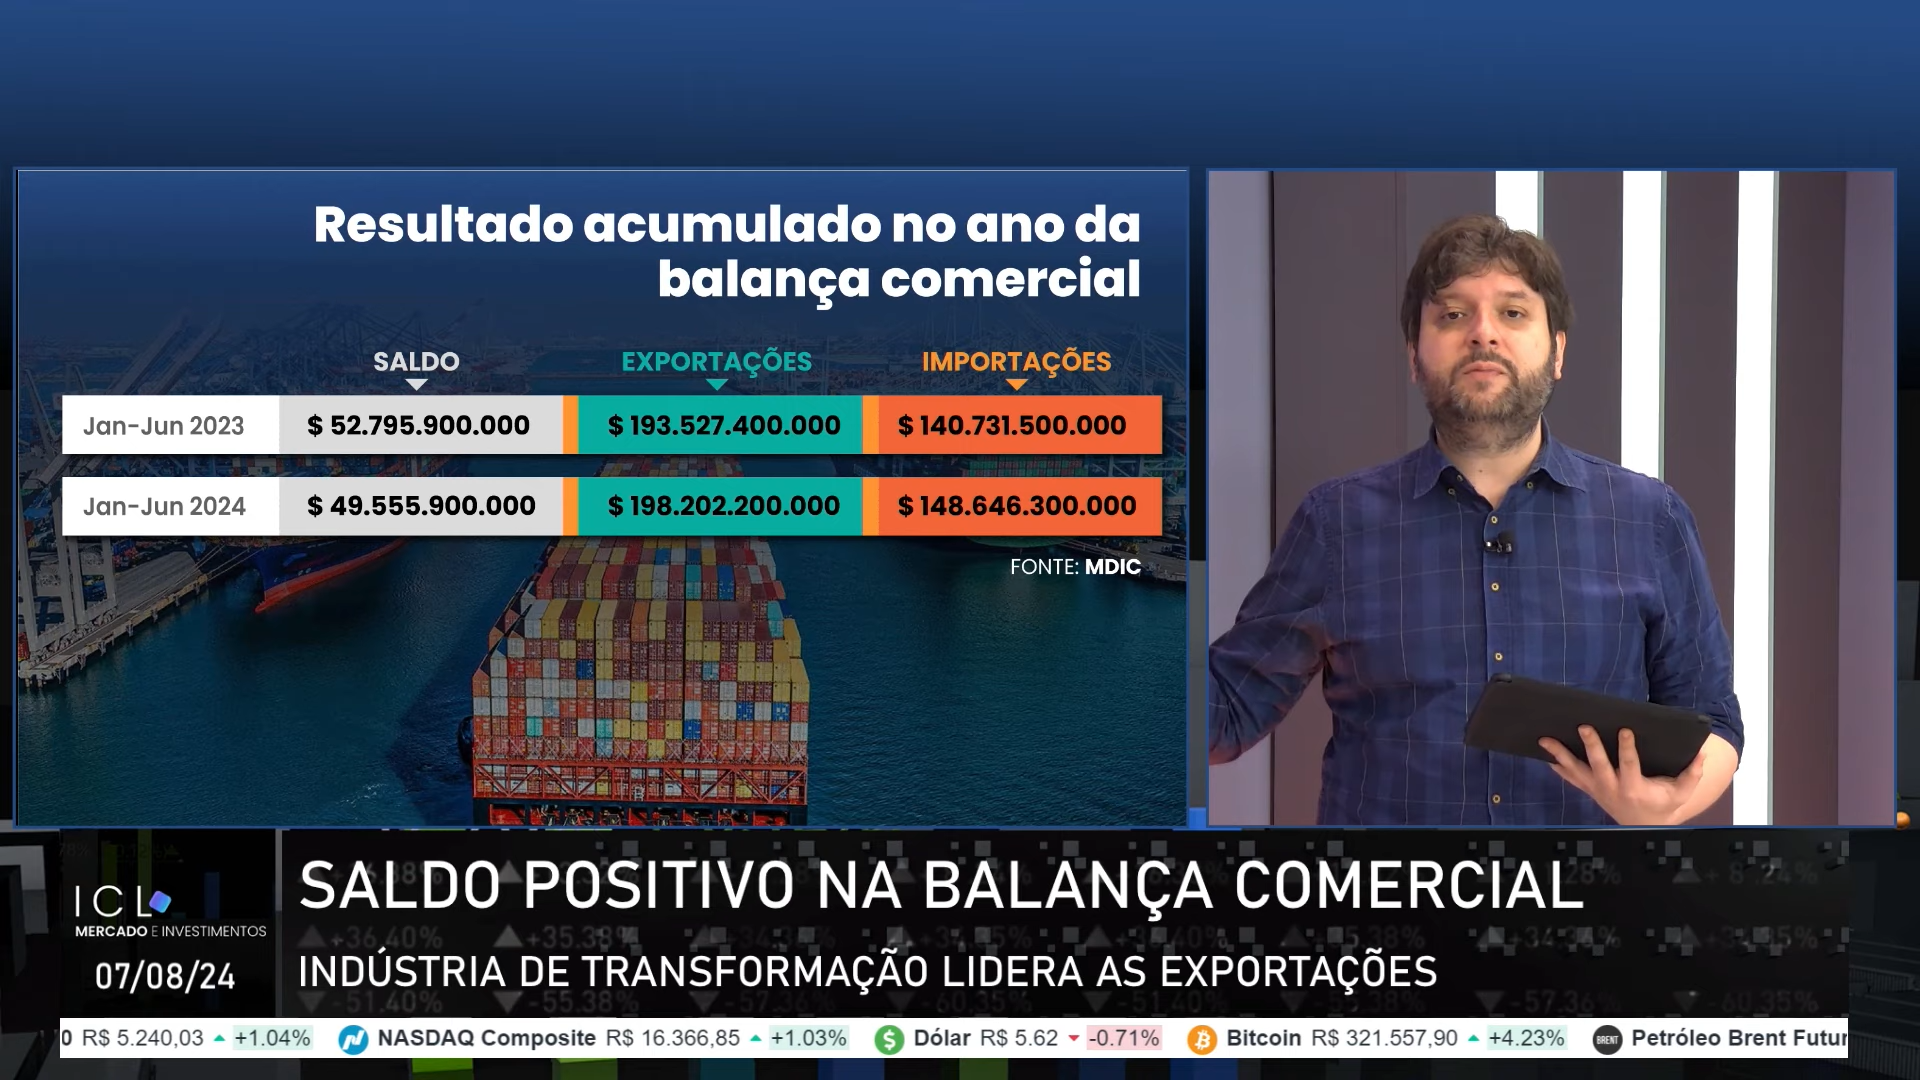 Resultado acumulado no ano da
balança comercial
SALDO EXPORTAÇÕES IMPORTAÇÕES
Jan-Jun 2023 $ 52.795.900.000 $ 193.527.400.000 $ 140.731.500.000
Jan-Jun 2024 $ 49.555.900.000 $ 198.202.200.000 $ 148.646.300.000
FONTE: MDIC
ICL
MERCADO E INVESTIMENTOS
07/08/24
SALDO POSITIVO NA BALANÇA COMERCIAL
INDÚSTRIA DE TRANSFORMAÇÃO LIDERA AS EXPORTAÇÕES
0 R$ 5.240,03 +1.04% NASDAQ Composite R$ 16.366,85 +1.03% Dólar R$ 5.62 -0.71% Bitcoin R$ 321.557,90 +4.23% BRENT Petróleo Brent Futur